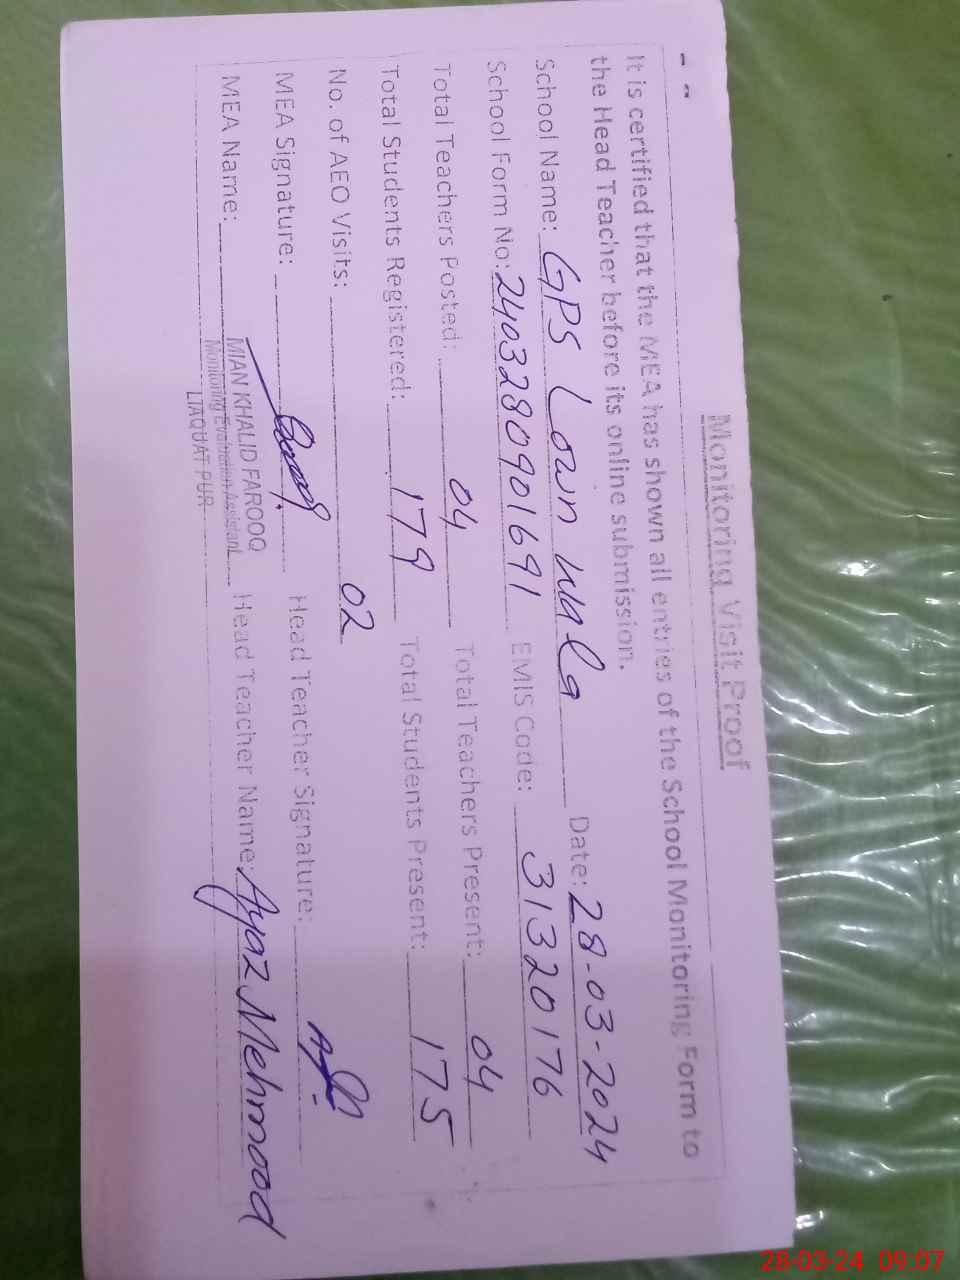 Monitoring Visit Proof
It is certified that the MEA has shown all entries of the School Monitoring Form to
the Head Teacher before its online submission.
School Name: GPS Lown wala Date: 28-03-2024
School Form No: 240328090901691 EMIS Code: 31320176
Total Teachers Posted: 04 Total Teachers Present: 04
Total Students Registered: 179 Total Students Present: 175
No. of AEO Visits: 02
MEA Signature: Head Teacher Signature:
MEA Name: MIAN KHALID FAROOQ Head Teacher Name: Ayaz Mehmood
Monitoring Evaluation Assistant
LIAQUAT PUR
28-03-24 09:07